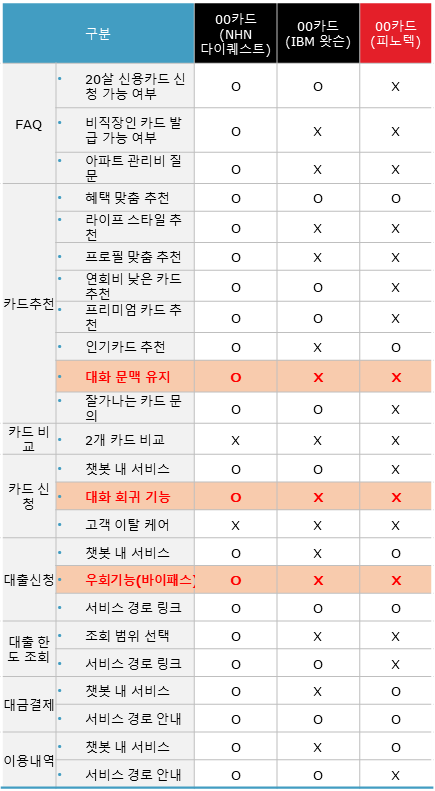 구분
00카드
(NHN
다이퀘스트)
00카드
(IBM 왓슨)
00카드
(피노텍)
FAQ
• 20살 신용카드 신
청 가능 여부
O O X
• 비직장인 카드 발
급 가능 여부
O X X
• 아파트 관리비 질
문
O X X
카드추천
• 혜택 맞춤 추천
O O O
• 라이프 스타일 추
천
O X X
• 프로필 맞춤 추천
O X X
• 연회비 낮은 카드
추천
O O X
• 프리미엄 카드 추
천
O O X
• 인기카드 추천
O X O
• 대화 문맥 유지
O X X
• 잘가나는 카드 문
의
O O X
카드 비
교
• 2개 카드 비교
X X X
카드 신
청
• 챗봇 내 서비스
O O X
• 대화 회귀 기능
O X X
• 고객 이탈 케어
X X X
대출신청
• 챗봇 내 서비스
O X O
• 우회기능(바이패스)
O X X
• 서비스 경로 링크
O O O
대출 한
도 조회
• 조회 범위 선택
O X X
• 서비스 경로 링크
O O X
대금결제
• 챗봇 내 서비스
O X O
• 서비스 경로 안내
O O O
이용내역
• 챗봇 내 서비스
O X O
• 서비스 경로 안내
O O X